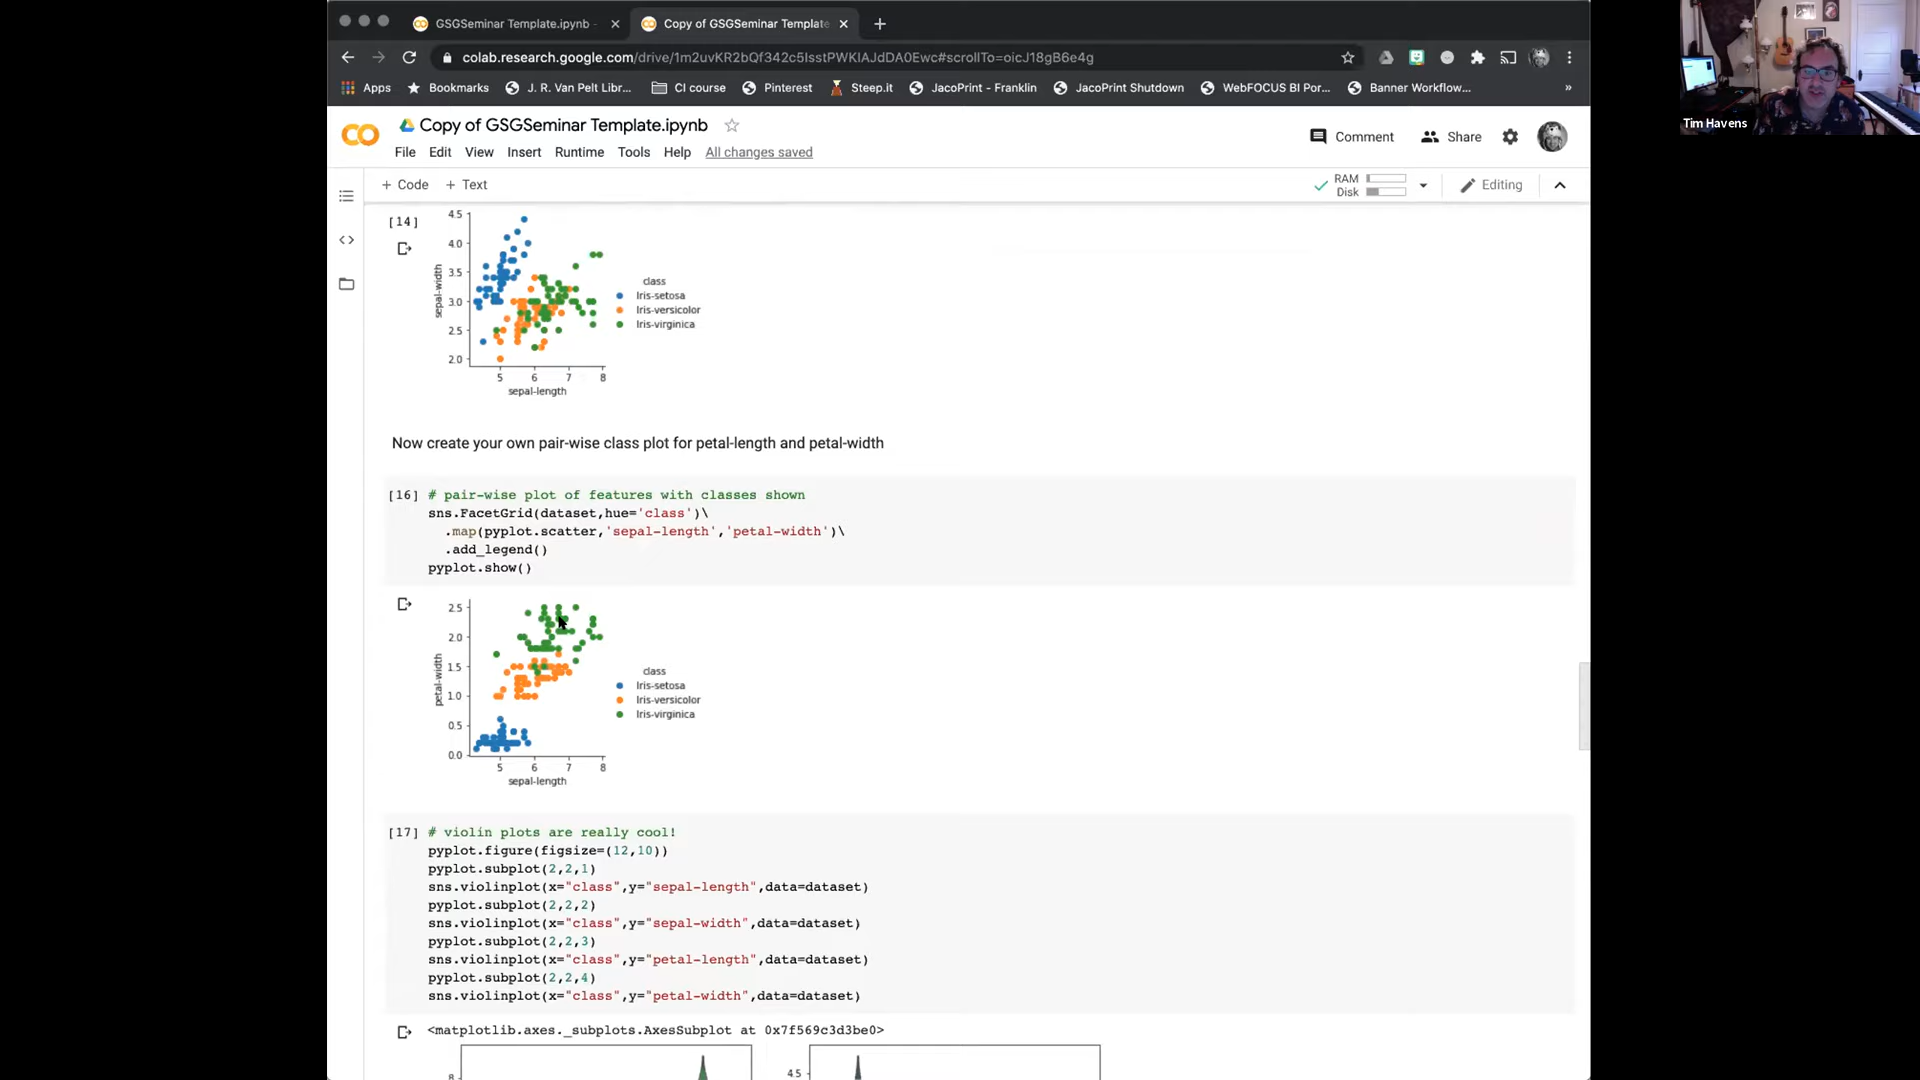 GSGSeminar Template.ipynb -
Copy of GSGSeminar Template
colab.research.google.com/drive/1m2uvKR2bQf342c5IsstPWKIAJdDA0Ewc#scrollTo=oicJ18gB6e4g
Apps Bookmarks J. R. Van Pelt Libr... CI course Pinterest Steep.it JacoPrint - Franklin JacoPrint Shutdown WebFOCUS BI Por... Banner Workflow... »
Tim Havens
CO Copy of GSGSeminar Template.ipynb
Comment Share
File Edit View Insert Runtime Tools Help All changes saved
+ Code + Text
RAM
Disk
Editing
[14]
4.5
4.0
3.5
3.0
2.5
2.0
sepal-width
5 6 7 8
sepal-length
class
Iris-setosa
Iris-versicolor
Iris-virginica
Now create your own pair-wise class plot for petal-length and petal-width
[16] # pair-wise plot of features with classes shown
sns.FacetGrid(dataset,hue='class')\
.map(pyplot.scatter,'sepal-length','petal-width')\
.add_legend()
pyplot.show()
2.5
2.0
1.5
1.0
0.5
0.0
petal-width
5 6 7 8
sepal-length
class
Iris-setosa
Iris-versicolor
Iris-virginica
[17] # violin plots are really cool!
pyplot.figure(figsize=(12,10))
pyplot.subplot(2,2,1)
sns.violinplot(x="class",y="sepal-length",data=dataset)
pyplot.subplot(2,2,2)
sns.violinplot(x="class",y="sepal-width",data=dataset)
pyplot.subplot(2,2,3)
sns.violinplot(x="class",y="petal-length",data=dataset)
pyplot.subplot(2,2,4)
sns.violinplot(x="class",y="petal-width",data=dataset)
<matplotlib.axes._subplots.AxesSubplot at 0x7f569c3d3be0>
8
4.5